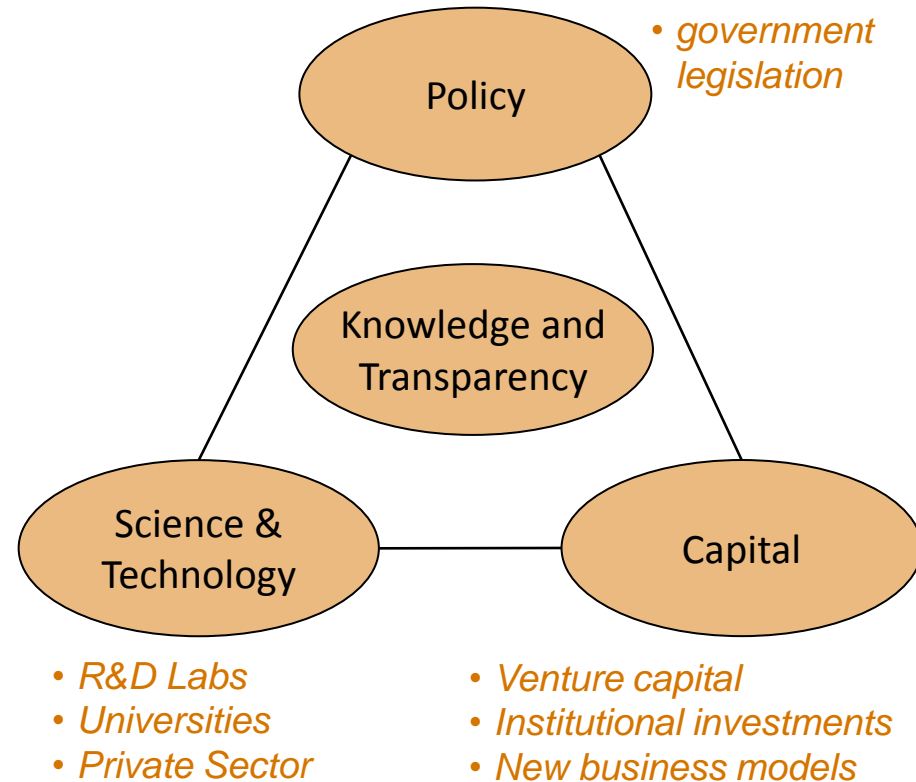 Policy
• government
legislation
Knowledge and
Transparency
Science &
Technology
Capital
• R&D Labs
• Universities
• Private Sector
• Venture capital
• Institutional investments
• New business models